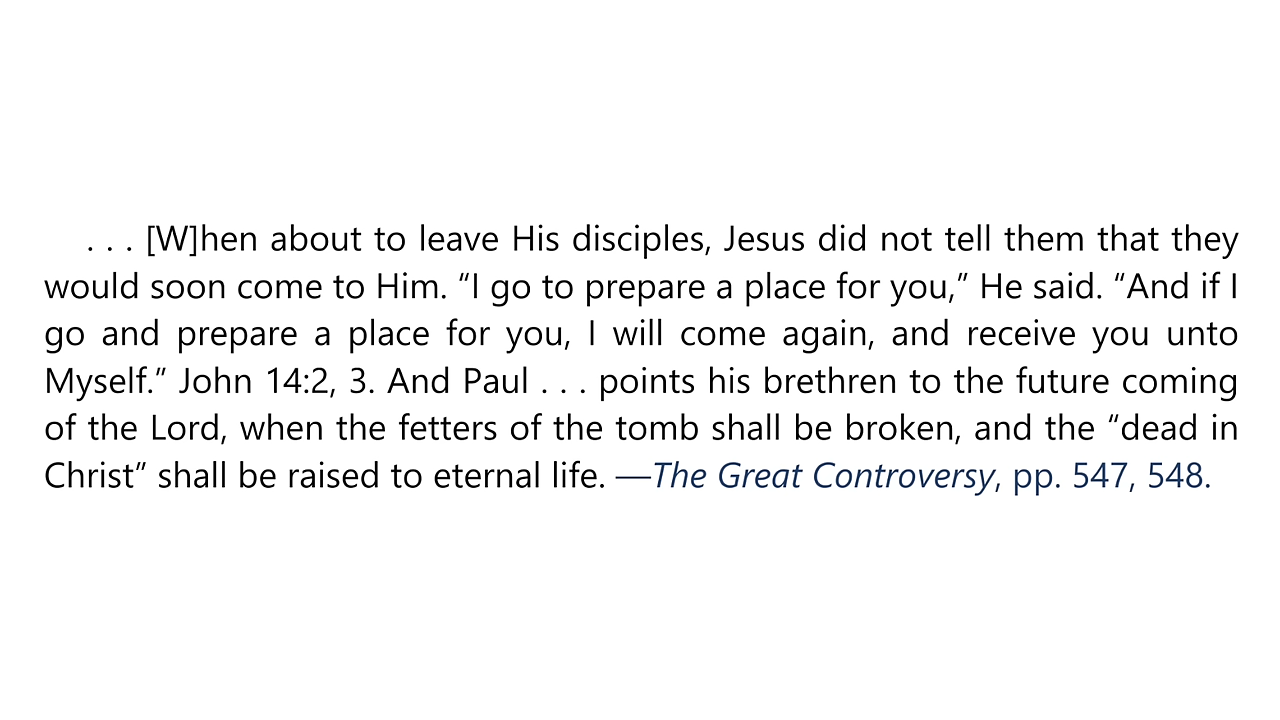 . . . [W]hen about to leave His disciples, Jesus did not tell them that they
would soon come to Him. “I go to prepare a place for you,” He said. “And if I
go and prepare a place for you, I will come again, and receive you unto
Myself.” John 14:2, 3. And Paul . . . points his brethren to the future coming
of the Lord, when the fetters of the tomb shall be broken, and the “dead in
Christ” shall be raised to eternal life. —The Great Controversy, pp. 547, 548.